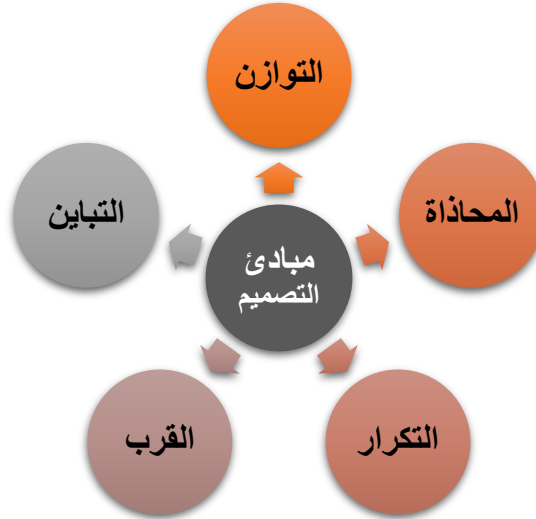 التوازن
المحاذاة
التباين
مبادئ
التصميم
التكرار
القرب